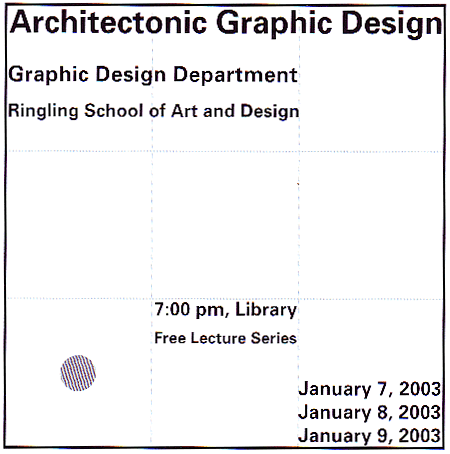 Architectonic Graphic Design
Graphic Design Department
Ringling School of Art and Design
7:00 pm, Library
Free Lecture Series
January 7, 2003
January 8, 2003
January 9, 2003